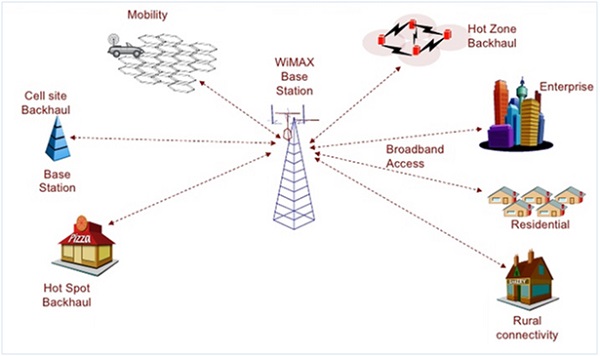 Mobility
Hot Zone
Backhaul
WiMAX
Base
Station
Enterprise
Cell site
Backhaul
Base
Station
Broadband
Access
Residential
Pizza
Hot Spot
Backhaul
BAKERY
Rural
connectivity